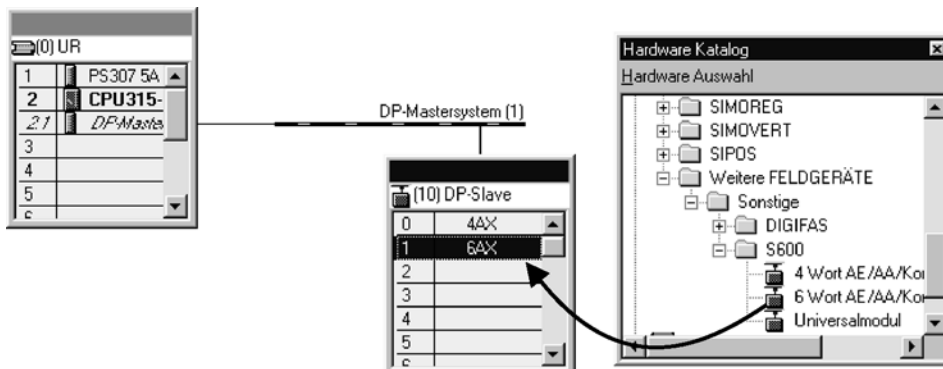 (0) UR
1 PS307 5A
2 CPU315-
2.1 DP-Maste
3
4
5
6
DP-Mastersystem (1)
(10) DP-Slave
0 4AX
1 6AX
2
3
4
5
6
Hardware Katalog
Hardware Auswahl
SIMOREG
SIMOVERT
SIPOS
Weitere FELDGERÄTE
Sonstige
DIGIFAS
S600
4 Wort AE/AA/Kor
6 Wort AE/AA/Kor
Universalmodul